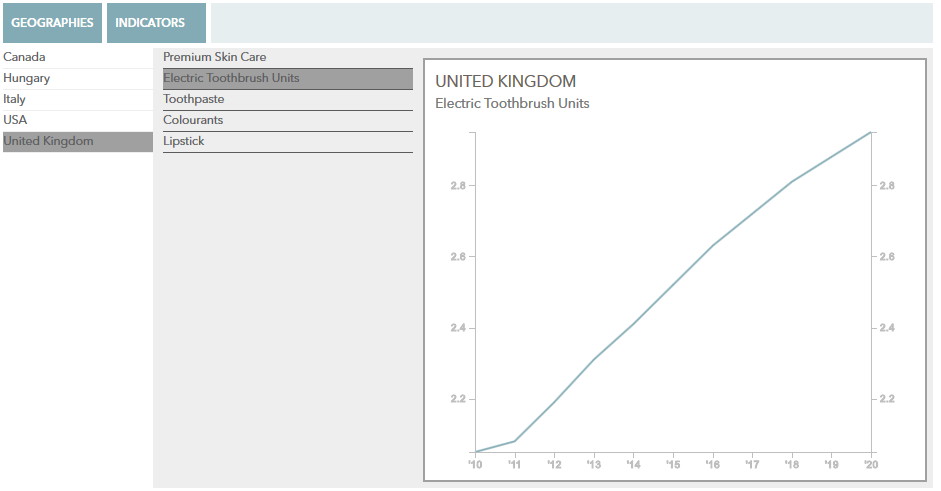 GEOGRAPHIES
INDICATORS
Canada
Hungary
Italy
USA
United Kingdom
Premium Skin Care
Electric Toothbrush Units
Toothpaste
Colourants
Lipstick
UNITED KINGDOM
Electric Toothbrush Units
2.8 2.8
2.6 2.6
2.4 2.4
2.2 2.2
'10 '11 '12 '13 '14 '15 '16 '17 '18 '19 '20